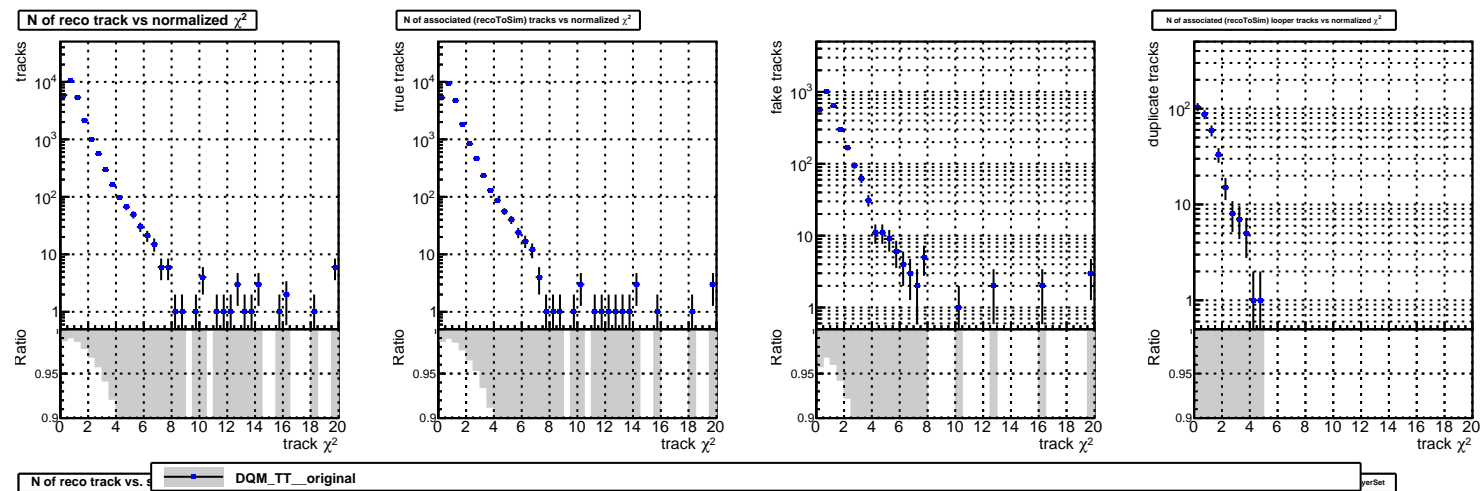 N of reco track vs normalized χ²
N of associated (recoToSim) tracks vs normalized χ²
N of associated (recoToSim) looper tracks vs normalized χ²
tracks
10⁴
10³
10²
10
1
Ratio
0.95
0.9
0 2 4 6 8 10 12 14 16 18 20
track χ²
true tracks
10⁴
10³
10²
10
1
Ratio
0.95
0.9
0 2 4 6 8 10 12 14 16 18 20
track χ²
fake tracks
10³
10²
10
1
Ratio
0.95
0.9
0 2 4 6 8 10 12 14 16 18 20
track χ²
duplicate tracks
10²
10
1
Ratio
0.95
0.9
0 2 4 6 8 10 12 14 16 18 20
track χ²
N of reco track vs. s
DQM_TT__original
yerSet